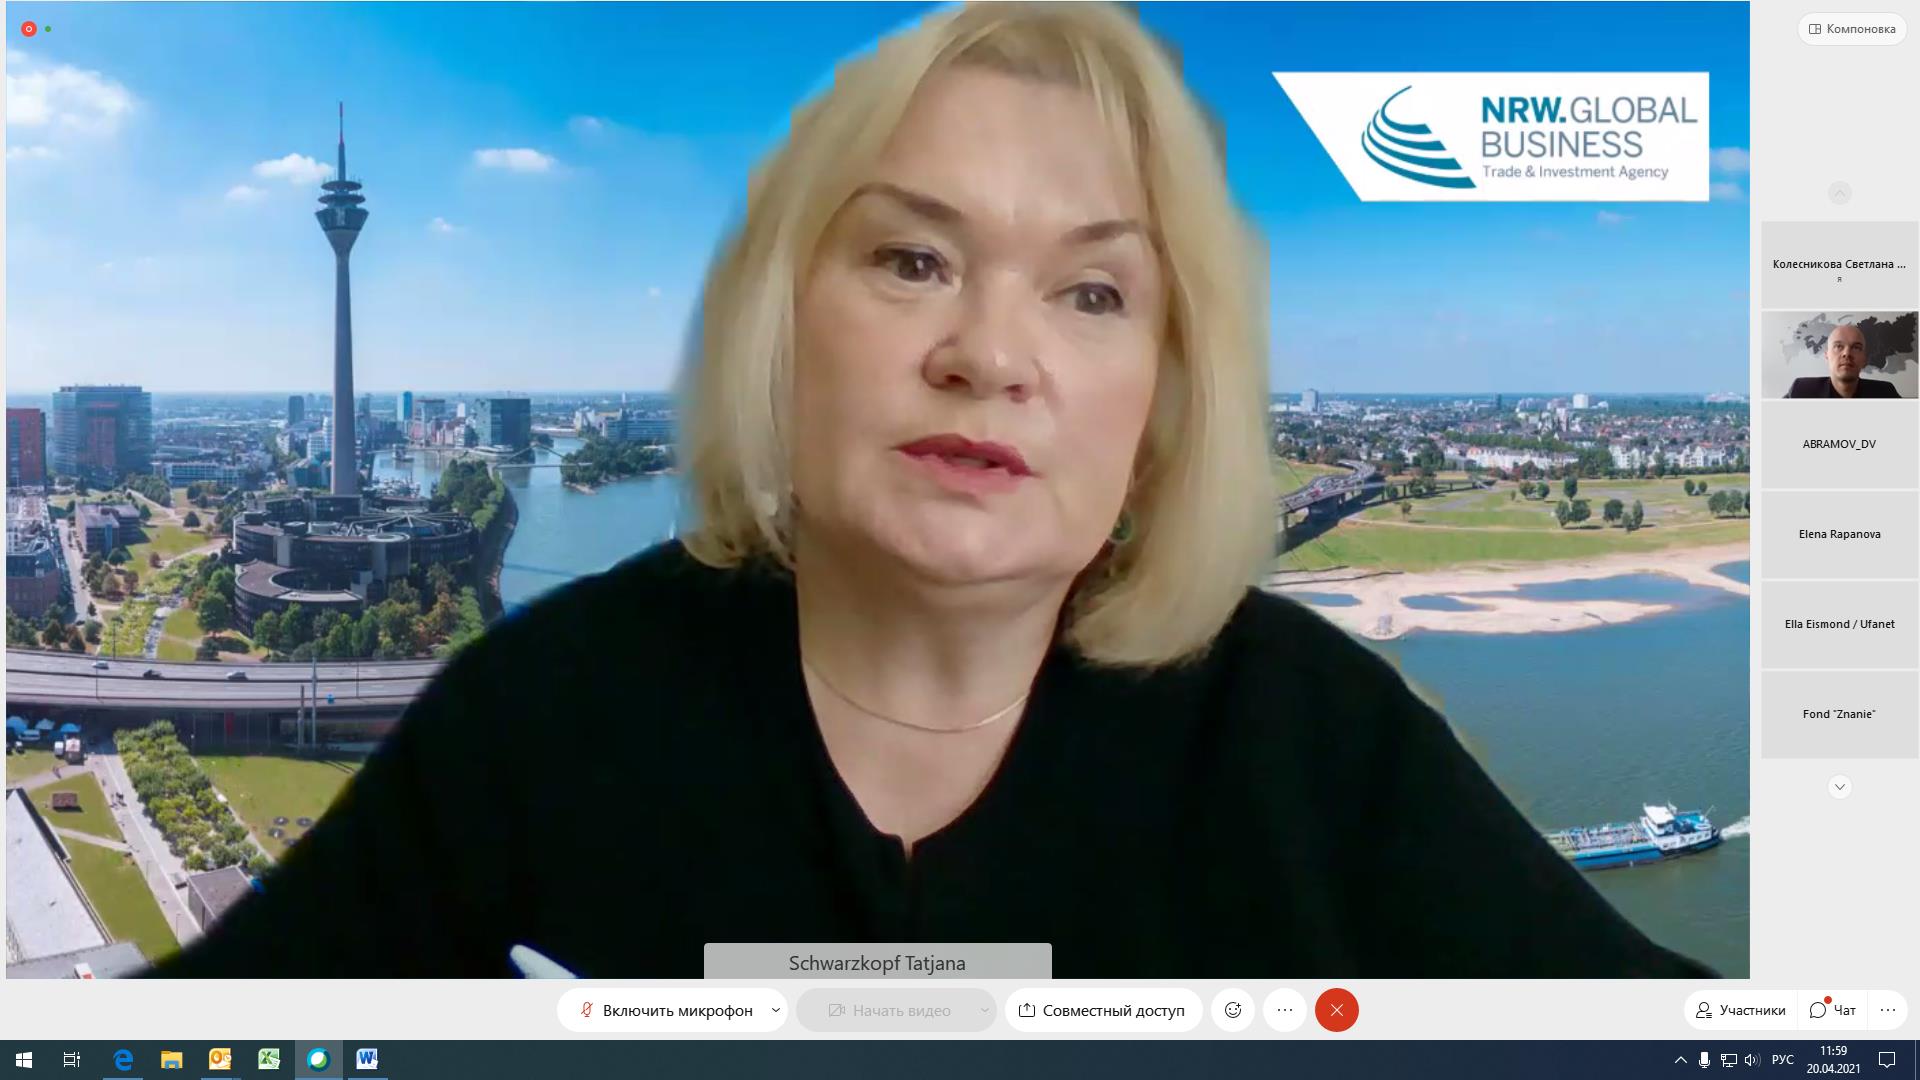 Компоновка
NRW.GLOBAL
BUSINESS
Trade & Investment Agency
Колесникова Светлана ...
я
ABRAMOV_DV
Elena Rapanova
Ella Eismond / Ufanet
Fond "Znanie"
Schwarzkopf Tatjana
Включить микрофон
Начать видео
Совместный доступ
Участники
Чат
РУС
11:59
20.04.2021